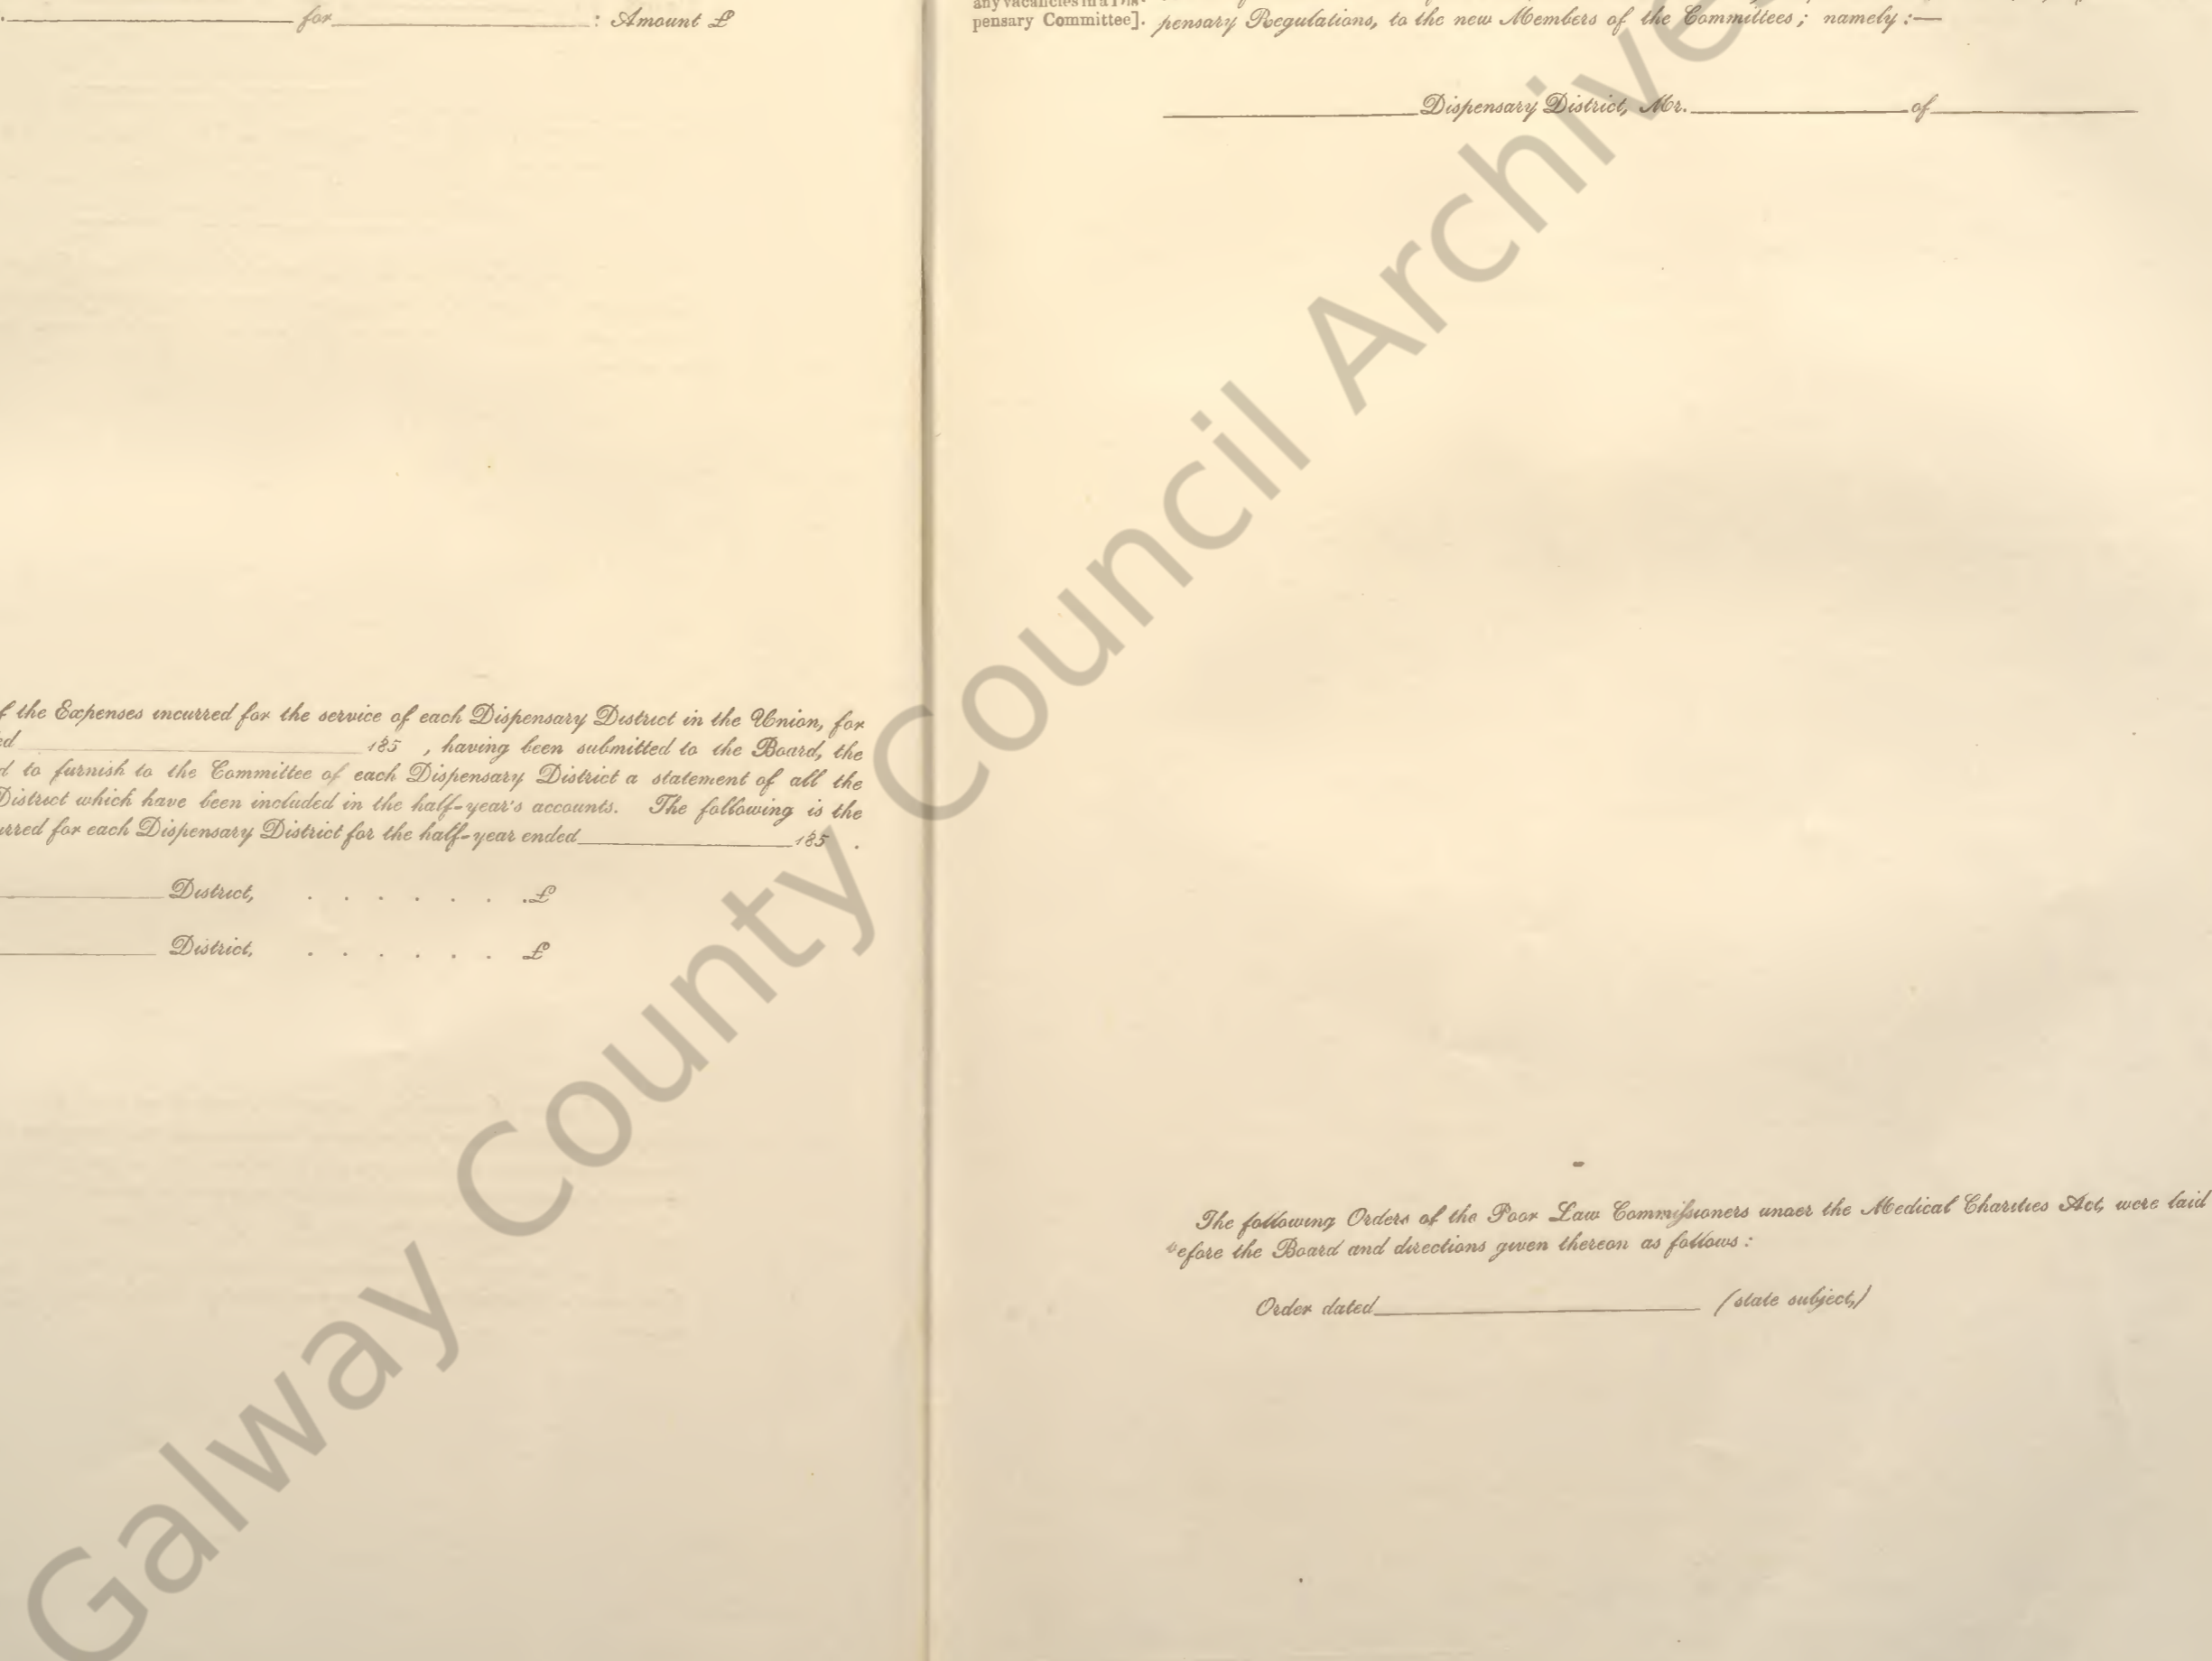 for : Amount £
f the Expenses incurred for the service of each Dispensary District in the Union, for
ed 185 , having been submitted to the Board, the
d to furnish to the Committee of each Dispensary District a statement of all the
District which have been included in the half-year's accounts. The following is the
urred for each Dispensary District for the half-year ended 185 .
District, . . . . . . .£
District, . . . . . . £
any vacancies in a Dis-
pensary Committee]. pensary Regulations, to the new Members of the Committees; namely:—
Dispensary District, Mr. of
The following Orders of the Poor Law Commissioners under the Medical Charities Act, were laid
before the Board and directions given thereon as follows:
Order dated (state subject,)
Galway County Council Archive